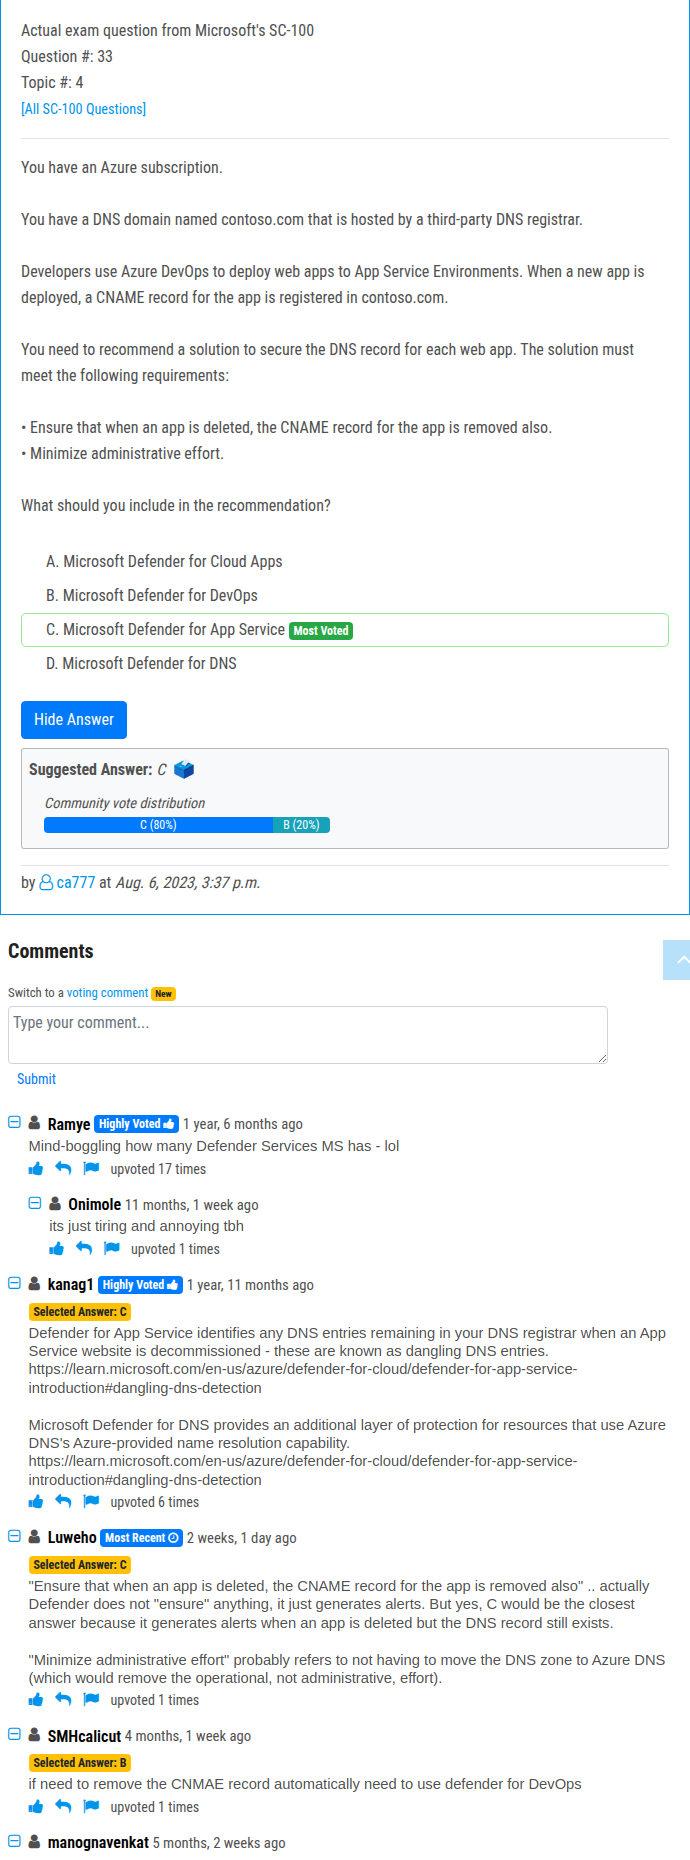 Actual exam question from Microsoft's SC-100
Question #: 33
Topic #: 4
[All SC-100 Questions]
You have an Azure subscription.
You have a DNS domain named contoso.com that is hosted by a third-party DNS registrar.
Developers use Azure DevOps to deploy web apps to App Service Environments. When a new app is
deployed, a CNAME record for the app is registered in contoso.com.
You need to recommend a solution to secure the DNS record for each web app. The solution must
meet the following requirements:
• Ensure that when an app is deleted, the CNAME record for the app is removed also.
• Minimize administrative effort.
What should you include in the recommendation?
A. Microsoft Defender for Cloud Apps
B. Microsoft Defender for DevOps
C. Microsoft Defender for App Service Most Voted
D. Microsoft Defender for DNS
Hide Answer
Suggested Answer: C
Community vote distribution
C (80%) B (20%)
by ca777 at Aug. 6, 2023, 3:37 p.m.
Comments
Switch to a voting comment New
Type your comment...
Submit
Ramye Highly Voted 1 year, 6 months ago
Mind-boggling how many Defender Services MS has - lol
upvoted 17 times
Onimole 11 months, 1 week ago
its just tiring and annoying tbh
upvoted 1 times
kanag1 Highly Voted 1 year, 11 months ago
Selected Answer: C
Defender for App Service identifies any DNS entries remaining in your DNS registrar when an App
Service website is decommissioned - these are known as dangling DNS entries.
https://learn.microsoft.com/en-us/azure/defender-for-cloud/defender-for-app-service-
introduction#dangling-dns-detection
Microsoft Defender for DNS provides an additional layer of protection for resources that use Azure
DNS's Azure-provided name resolution capability.
https://learn.microsoft.com/en-us/azure/defender-for-cloud/defender-for-app-service-
introduction#dangling-dns-detection
upvoted 6 times
Luweho Most Recent 2 weeks, 1 day ago
Selected Answer: C
"Ensure that when an app is deleted, the CNAME record for the app is removed also" .. actually
Defender does not "ensure" anything, it just generates alerts. But yes, C would be the closest
answer because it generates alerts when an app is deleted but the DNS record still exists.
"Minimize administrative effort" probably refers to not having to move the DNS zone to Azure DNS
(which would remove the operational, not administrative, effort).
upvoted 1 times
SMHcalicut 4 months, 1 week ago
Selected Answer: B
if need to remove the CNMAE record automatically need to use defender for DevOps
upvoted 1 times
manognavenkat 5 months, 2 weeks ago